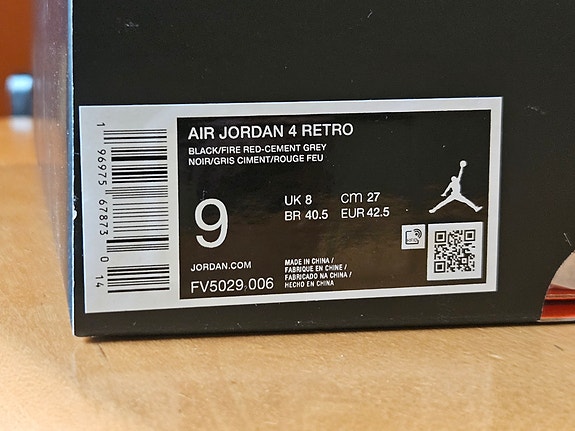 1 96975 67873 0 14
AIR JORDAN 4 RETRO
BLACK/FIRE RED-CEMENT GREY
NOIR/GRIS CIMENT/ROUGE FEU
9
UK 8 cm 27
BR 40.5 EUR 42.5
JORDAN.COM
FV5029 006
MADE IN CHINA /
FABRIQUE EN CHINE /
FABRICADO NA CHINA /
HECHO EN CHINA